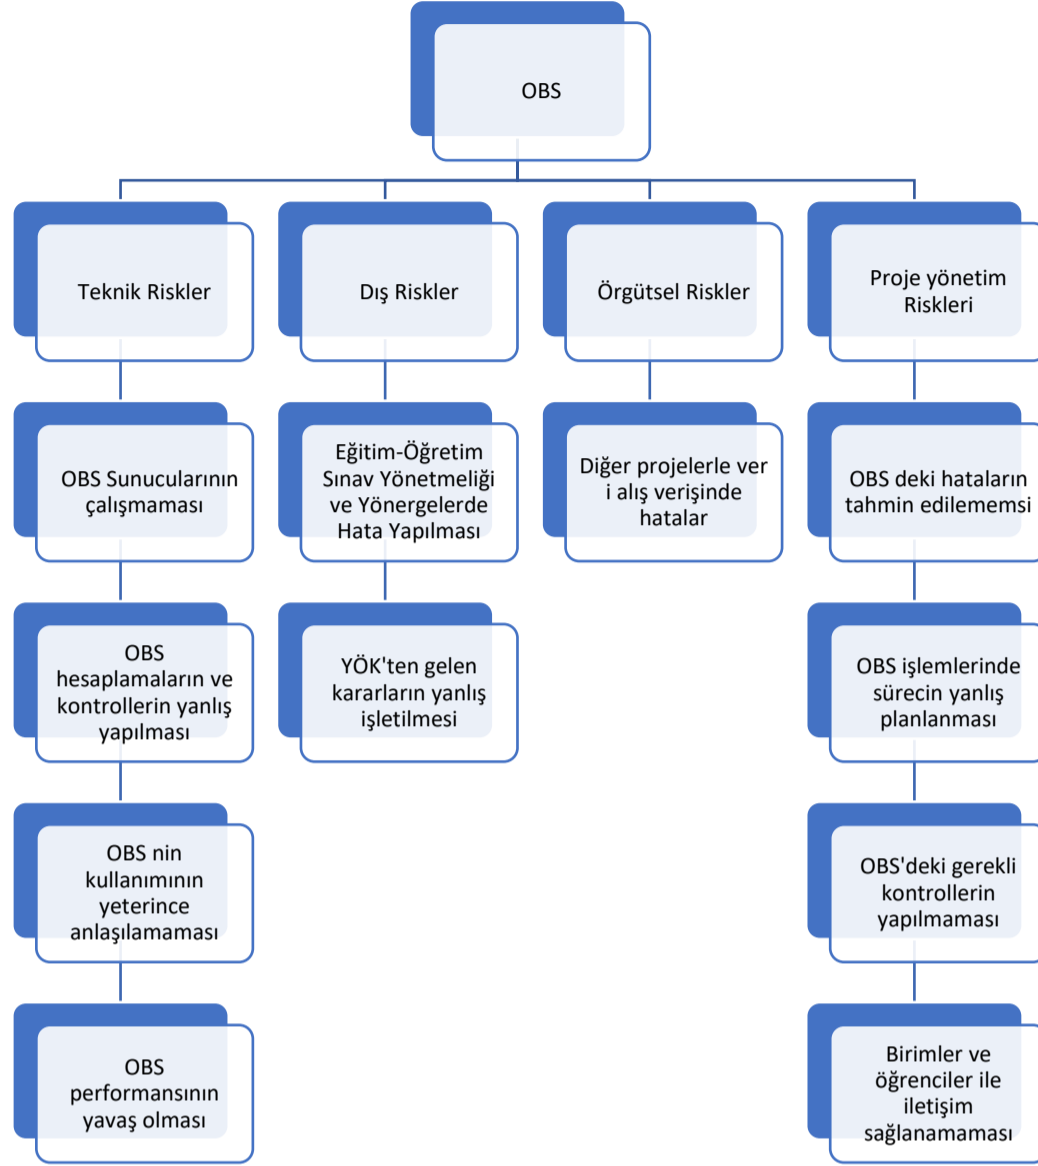 OBS
Teknik Riskler
Dış Riskler
Örgütsel Riskler
Proje yönetim
Riskleri
OBS Sunucularının
çalışmaması
Eğitim-Öğretim
Sınav Yönetmeliği
ve Yönergelerde
Hata Yapılması
Diğer projelerle ver
i alış verişinde
hatalar
OBS deki hataların
tahmin edilememsi
OBS
hesaplamaların ve
kontrollerin yanlış
yapılması
YÖK'ten gelen
kararların yanlış
işletilmesi
OBS işlemlerinde
sürecin yanlış
planlanması
OBS nin
kullanımının
yeterince
anlaşılamaması
OBS'deki gerekli
kontrollerin
yapılmaması
OBS
performansının
yavaş olması
Birimler ve
öğrenciler ile
iletişim
sağlanamaması